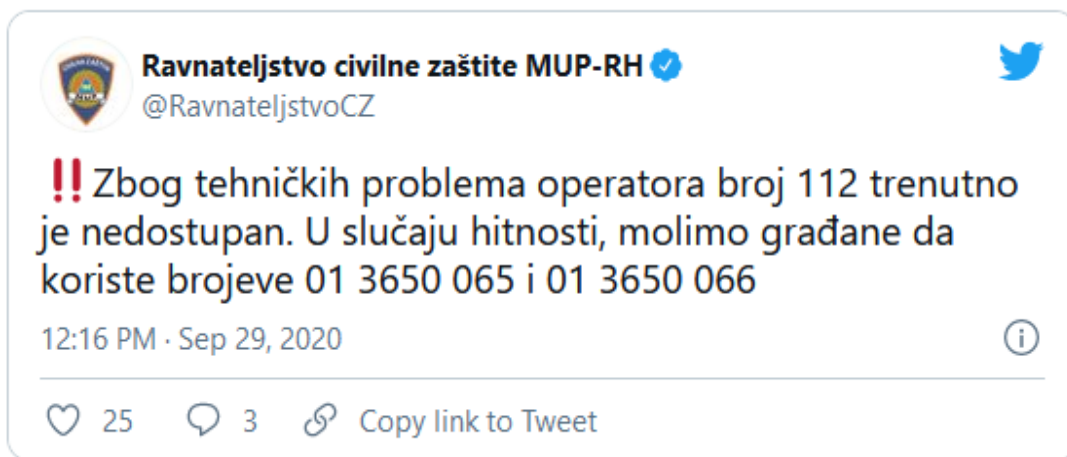 Ravnateljstvo civilne zaštite MUP-RH
@RavnateljstvoCZ
‼️Zbog tehničkih problema operatora broj 112 trenutno
je nedostupan. U slučaju hitnosti, molimo građane da
koriste brojeve 01 3650 065 i 01 3650 066
12:16 PM · Sep 29, 2020
25 3 Copy link to Tweet